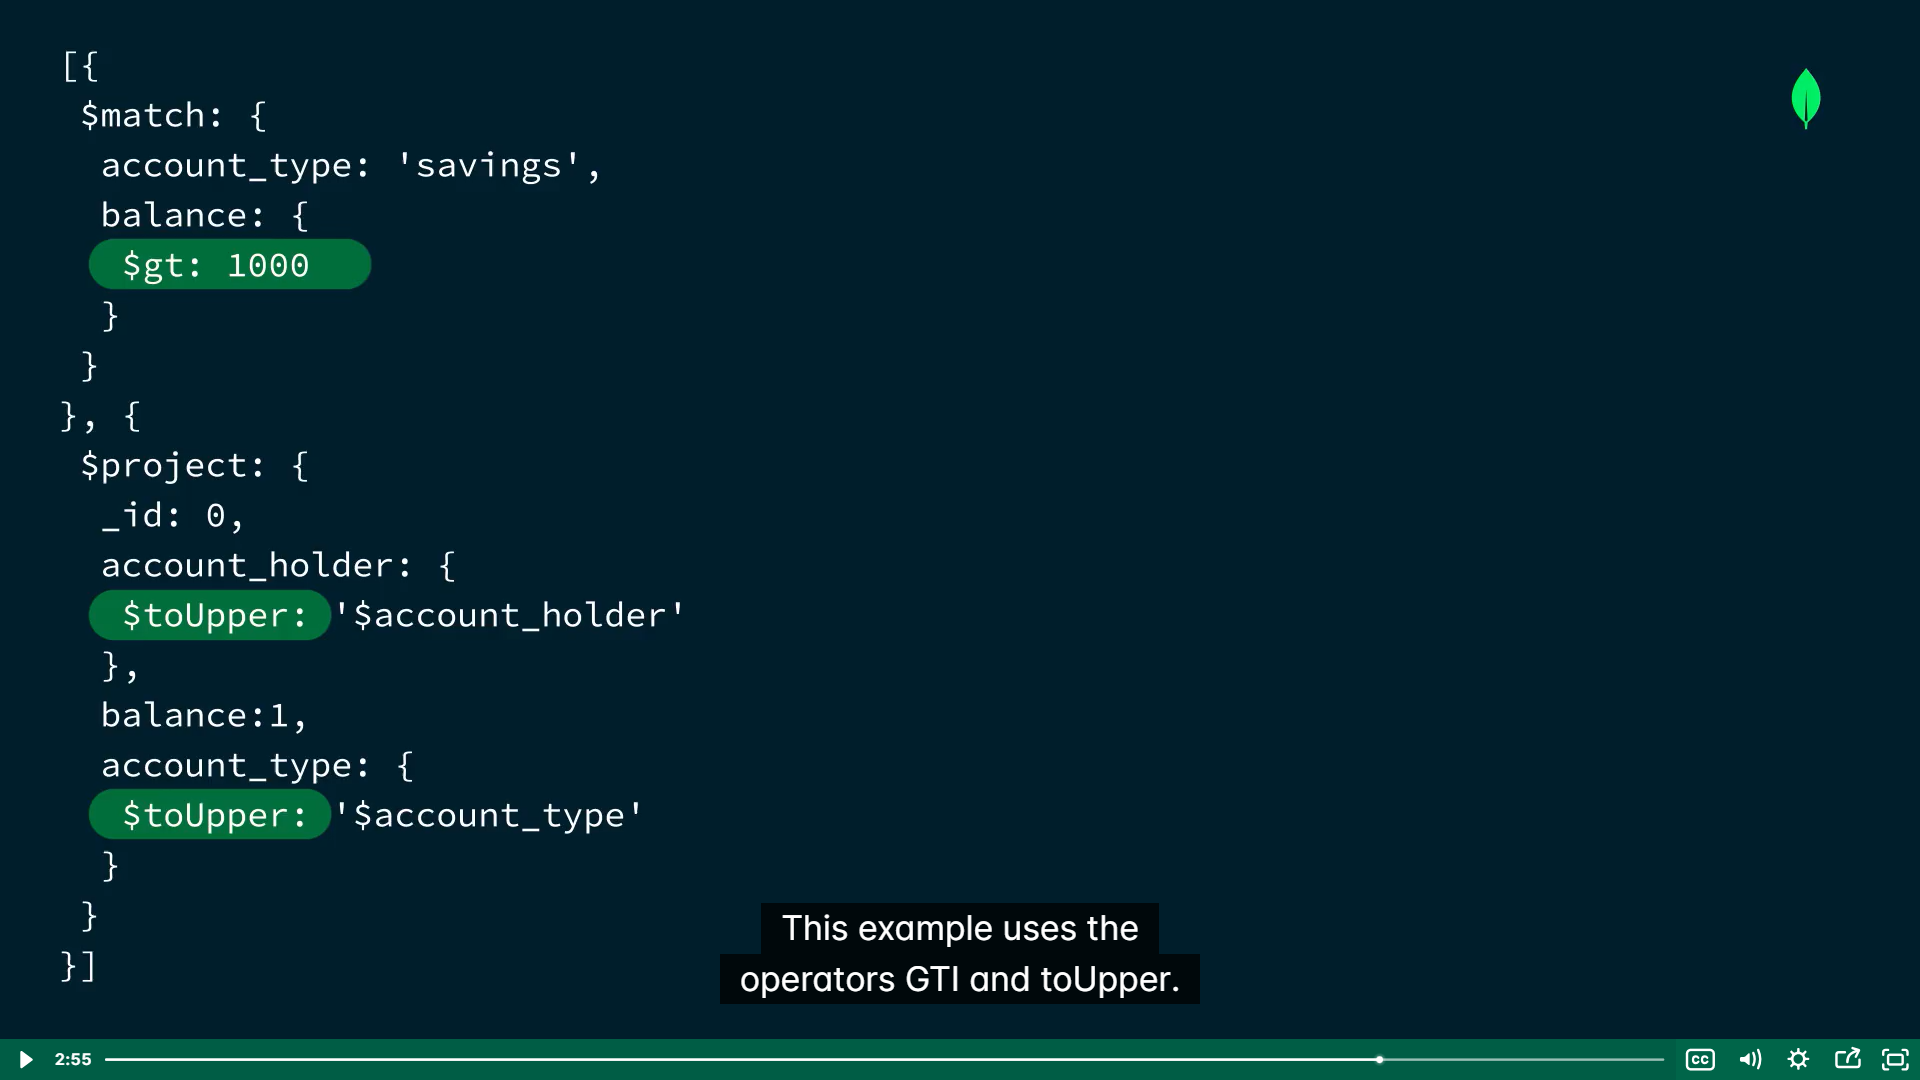 [{
$match: {
account_type: 'savings',
balance: {
$gt: 1000
}
}
}, {
$project: {
_id: 0,
account_holder: {
$toUpper: '$account_holder'
},
balance:1,
account_type: {
$toUpper: '$account_type'
}
}
}]
This example uses the
operators GTI and toUpper.
2:55
CC